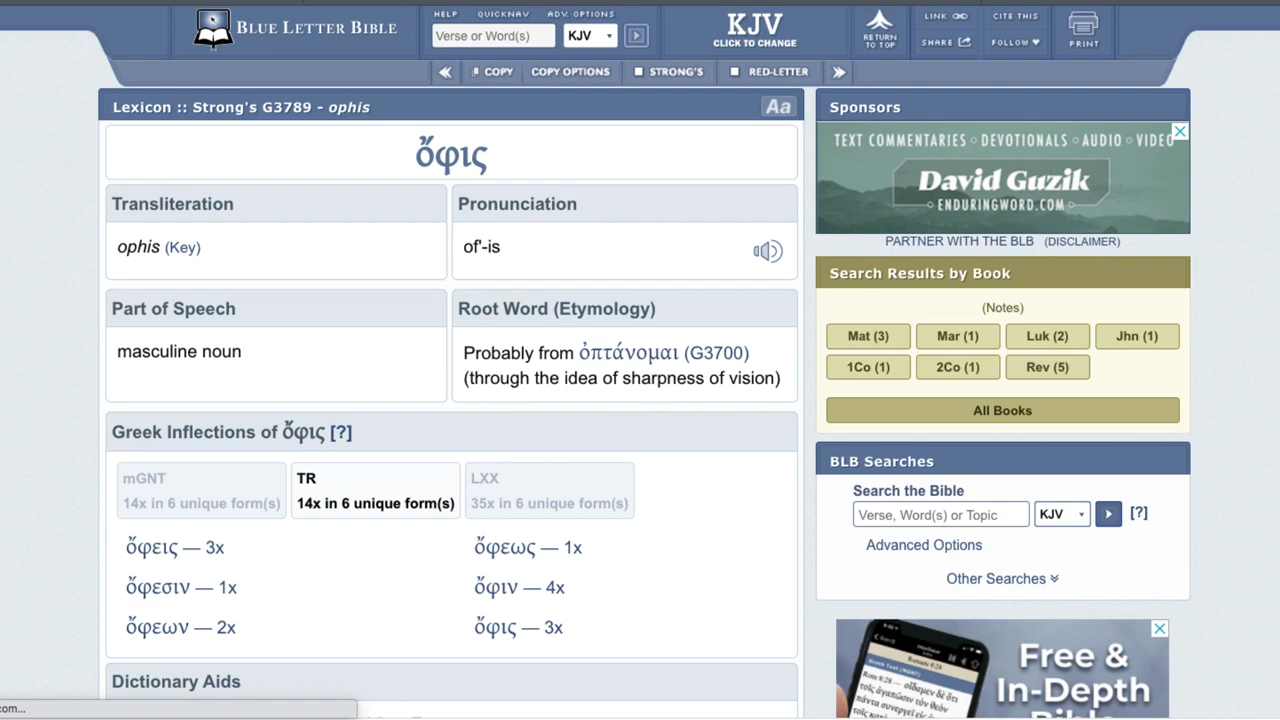 HELP QUICKNAV ADV. OPTIONS
BLUE LETTER BIBLE
Verse or Word(s) KJV
KJV
CLICK TO CHANGE
RETURN
TO TOP
LINK CITE THIS
SHARE FOLLOW
PRINT
COPY COPY OPTIONS STRONG'S RED-LETTER
Lexicon :: Strong's G3789 - ophis Aa
ὄφις
Transliteration
ophis (Key)
Pronunciation
of'-is
Part of Speech
masculine noun
Root Word (Etymology)
Probably from ὀπτάνομαι (G3700)
(through the idea of sharpness of vision)
Greek Inflections of ὄφις [?]
mGNT
14x in 6 unique form(s)
TR
14x in 6 unique form(s)
LXX
35x in 6 unique form(s)
ὄφεις — 3x ὄφεως — 1x
ὄφεσιν — 1x ὄφιν — 4x
ὄφεων — 2x ὄφις — 3x
Dictionary Aids
com...
Sponsors
TEXT COMMENTARIES ◦ DEVOTIONALS ◦ AUDIO ◦ VIDEO
David Guzik
ENDURINGWORD.COM
PARTNER WITH THE BLB (DISCLAIMER)
Search Results by Book
(Notes)
Mat (3) Mar (1) Luk (2) Jhn (1)
1Co (1) 2Co (1) Rev (5)
All Books
BLB Searches
Search the Bible
Verse, Word(s) or Topic KJV [?]
Advanced Options
Other Searches
Free &
In-Depth
Bible